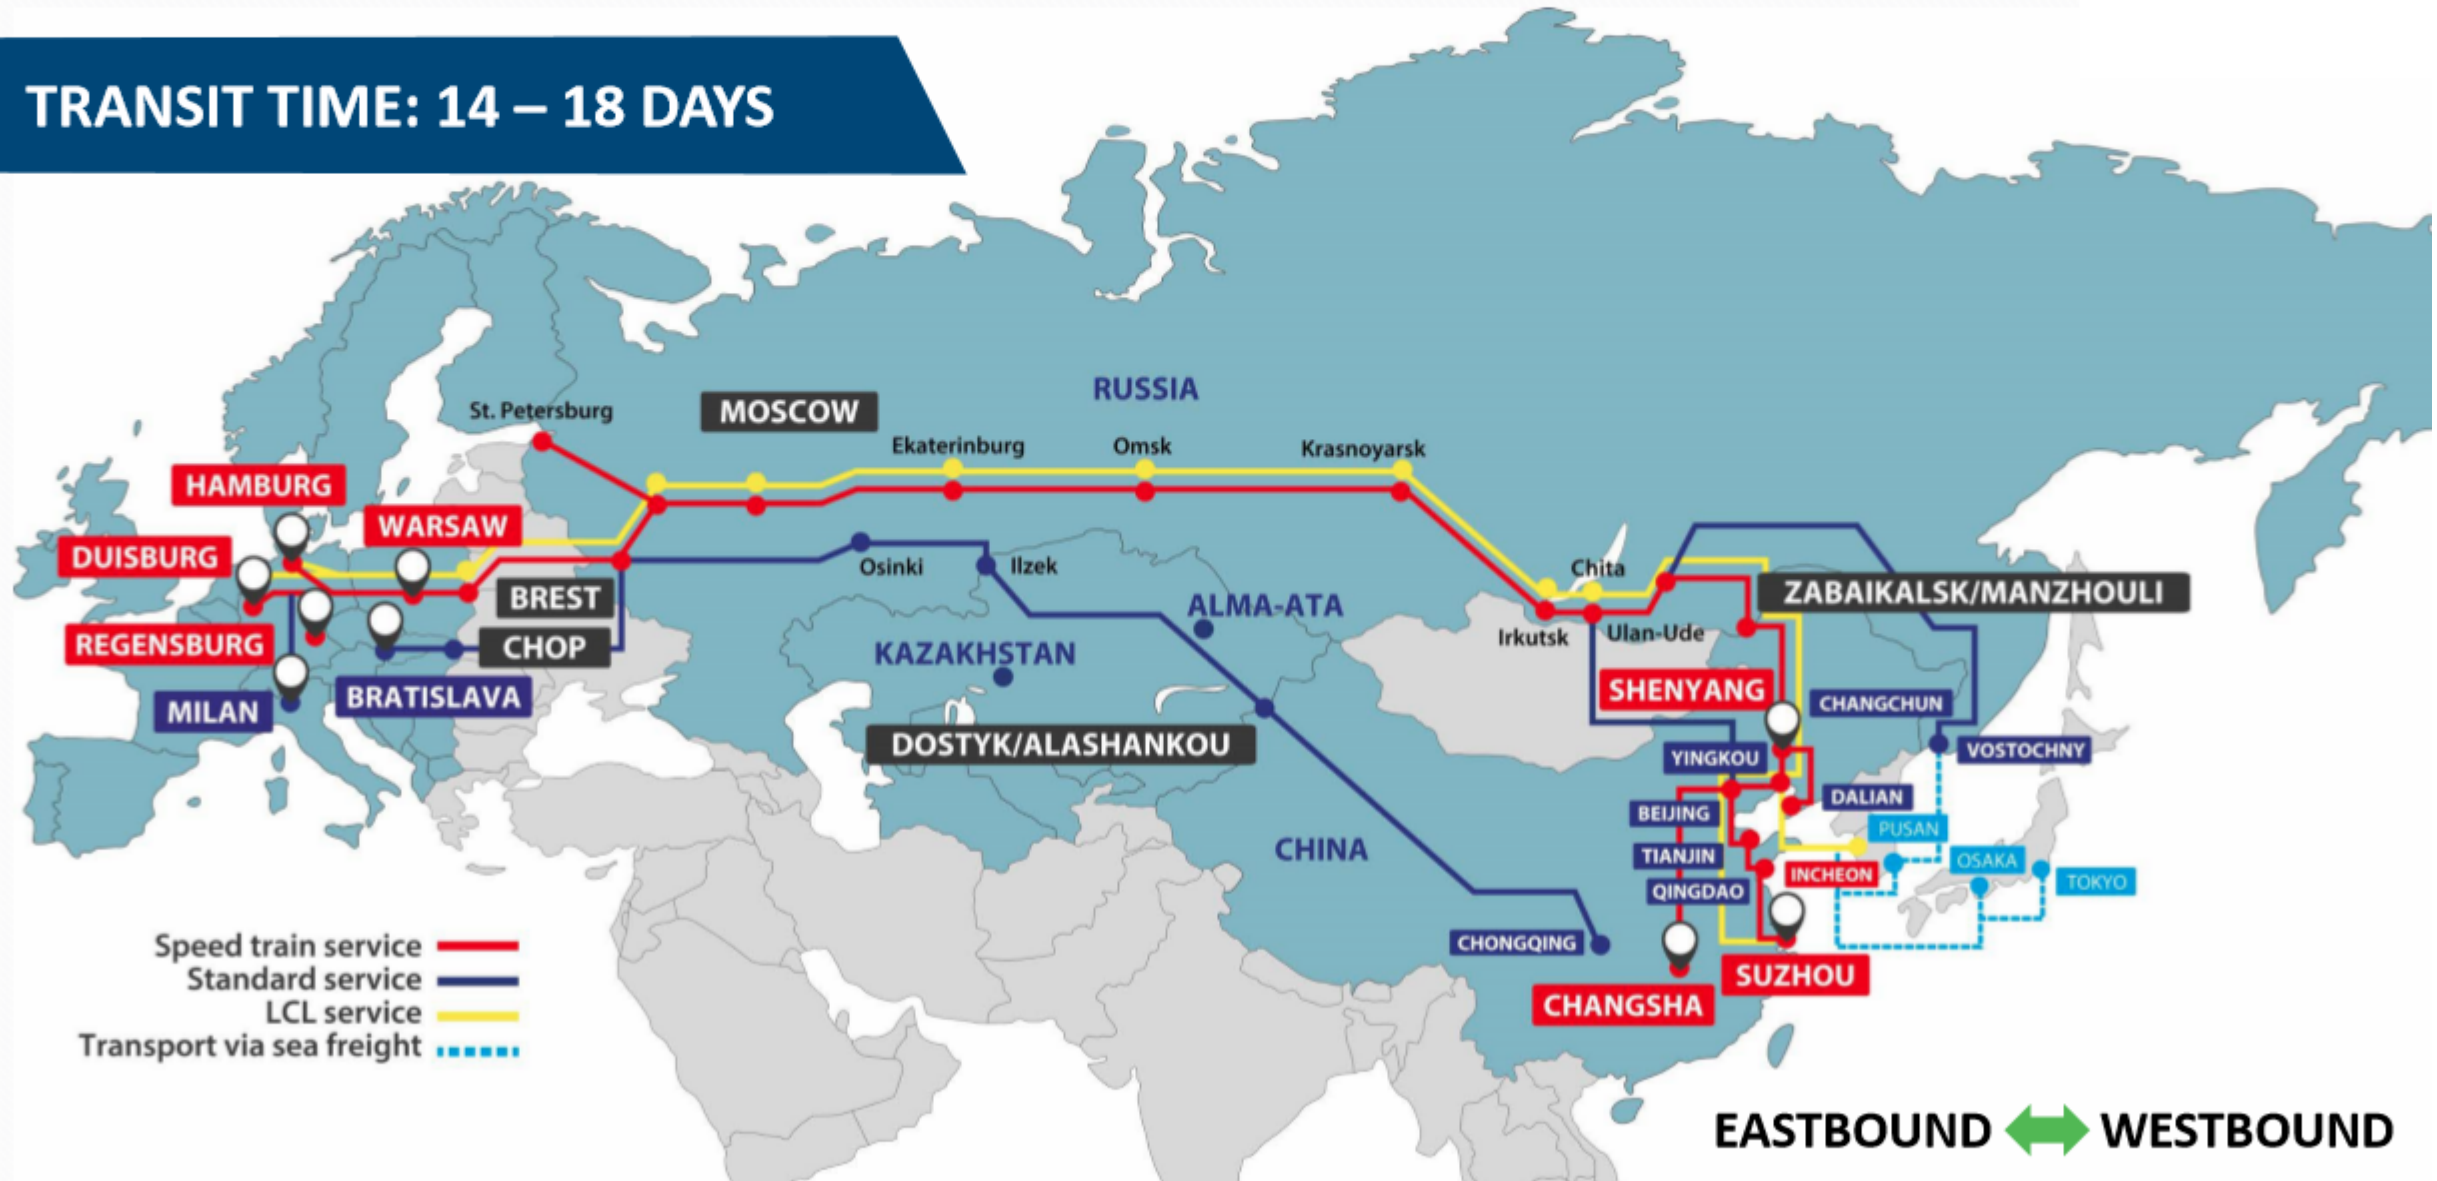 TRANSIT TIME: 14 – 18 DAYS
RUSSIA
St. Petersburg
MOSCOW
Ekaterinburg
Omsk
Krasnoyarsk
HAMBURG
WARSAW
DUISBURG
Osinki
Ilzek
Chita
BREST
ZABAIKALSK/MANZHOULI
ALMA-ATA
Irkutsk
Ulan-Ude
REGENSBURG
CHOP
KAZAKHSTAN
SHENYANG
BRATISLAVA
MILAN
CHANGCHUN
DOSTYK/ALASHANKOU
YINGKOU
VOSTOCHNY
DALIAN
BEIJING
PUSAN
CHINA
TIANJIN
OSAKA
INCHEON
TOKYO
QINGDAO
CHONGQING
SUZHOU
CHANGSHA
Speed train service
Standard service
LCL service
Transport via sea freight
EASTBOUND WESTBOUND